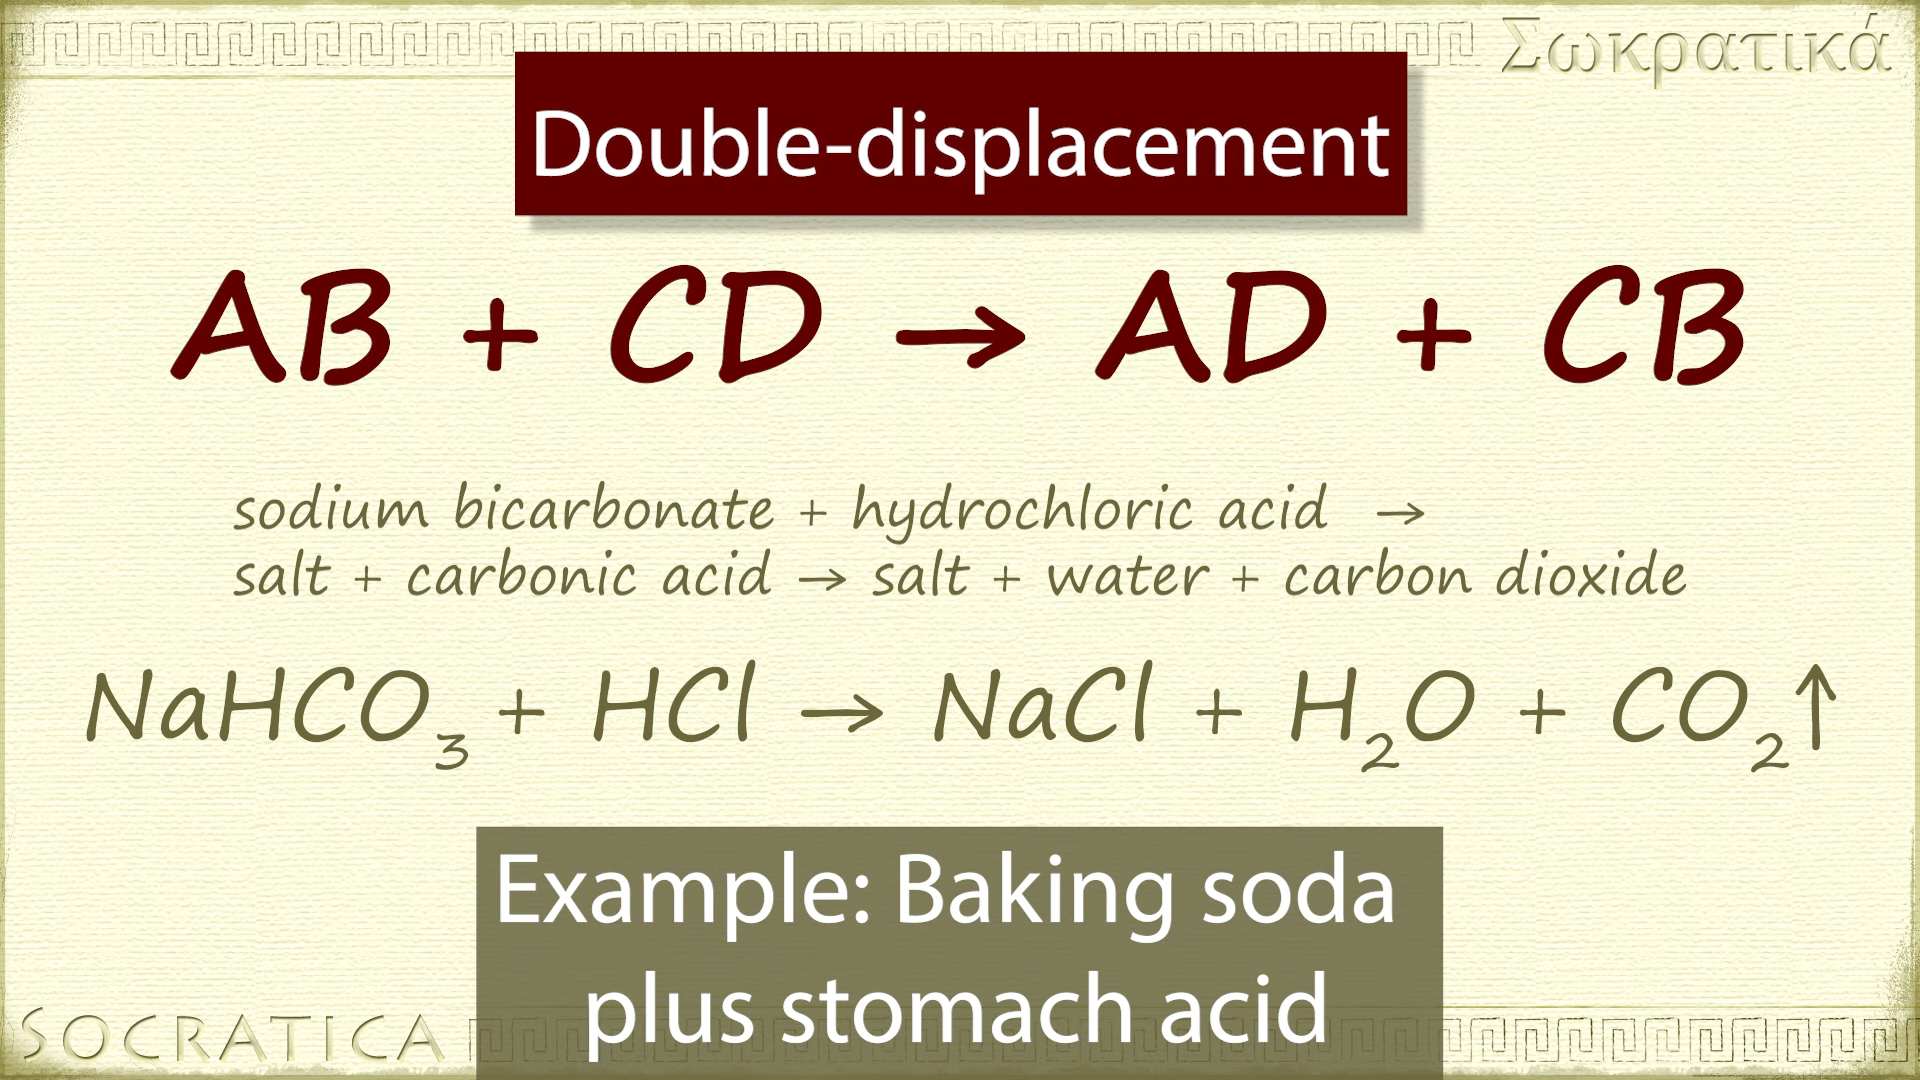 Σωκρατικά
Double-displacement
AB + CD → AD + CB
sodium bicarbonate + hydrochloric acid →
salt + carbonic acid → salt + water + carbon dioxide
NaHCO₃ + HCl → NaCl + H₂O + CO₂↑
Example: Baking soda
plus stomach acid
SOCRATICA